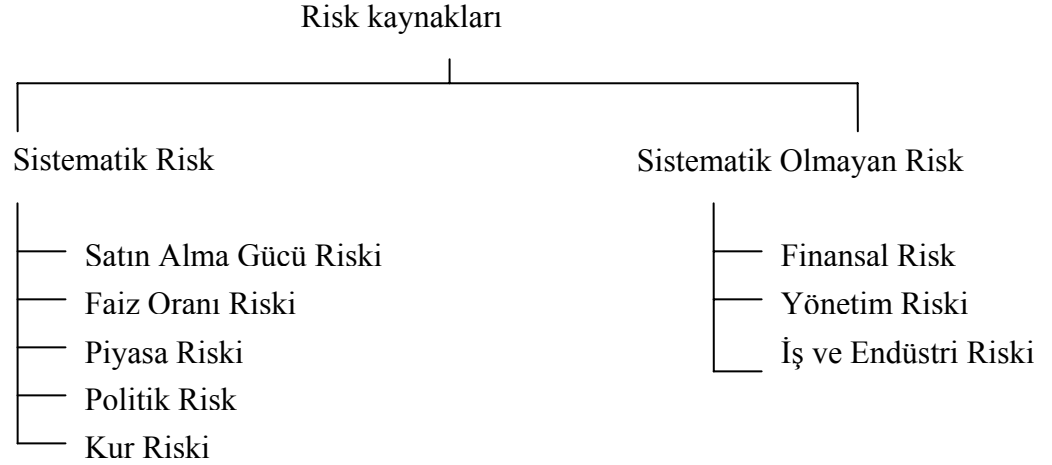 Risk kaynakları
Sistematik Risk
Satın Alma Gücü Riski
Faiz Oranı Riski
Piyasa Riski
Politik Risk
Kur Riski
Sistematik Olmayan Risk
Finansal Risk
Yönetim Riski
İş ve Endüstri Riski